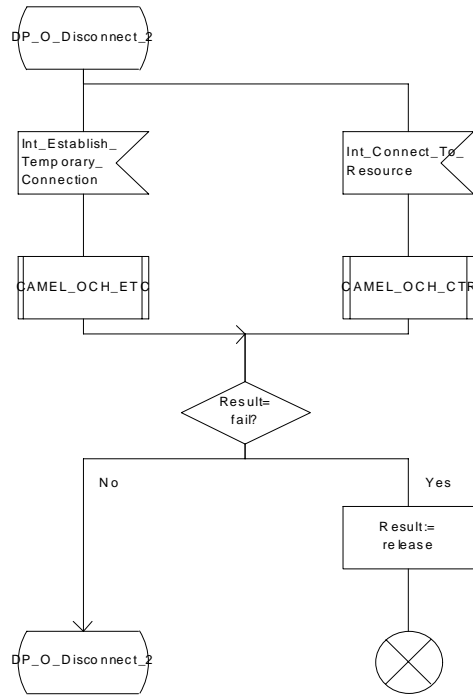 DP_O_Disconnect_2
Int_Establish_
Temporary_
Connection
Int_Connect_To_
Resource
CAMEL_OCH_ETC
CAMEL_OCH_CTR
Result=
fail?
No
Yes
Result:=
release
DP_O_Disconnect_2